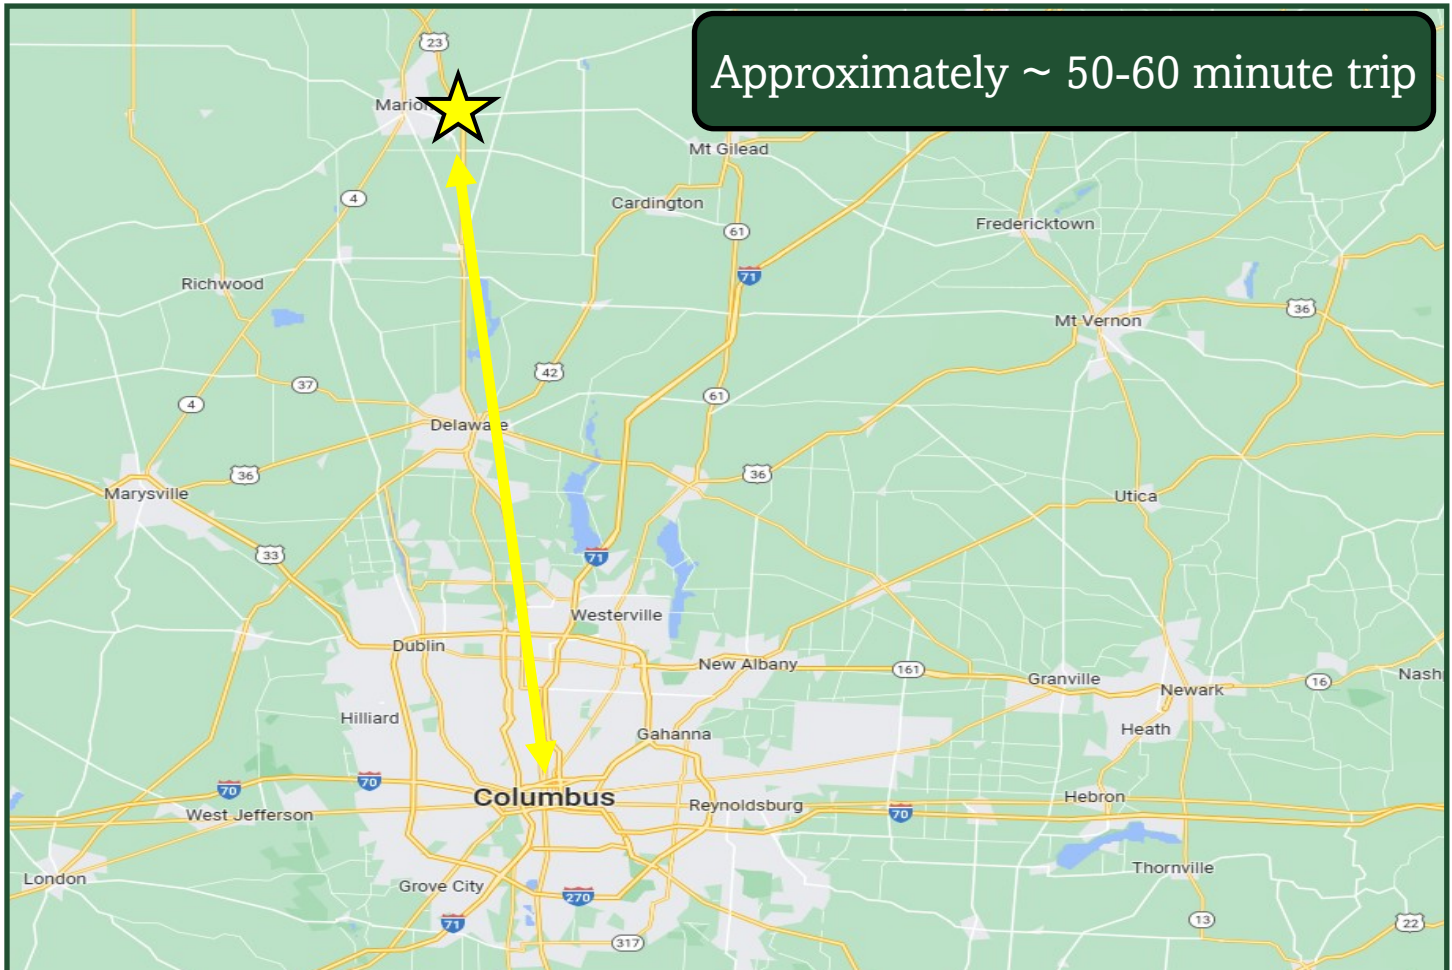 Approximately ~ 50-60 minute trip
23
Marion
Mt Gilead
4
Cardington
Fredericktown
61
71
Richwood
36
Mt Vernon
42
37
61
4
Delaware
36
36
Marysville
Utica
33
71
Westerville
Dublin
New Albany
161
Granville
16
Nash
Newark
Hilliard
Heath
Gahanna
70
70
Columbus
Hebron
Reynoldsburg
70
West Jefferson
Thornville
London
Grove City
270
71
13
22
317